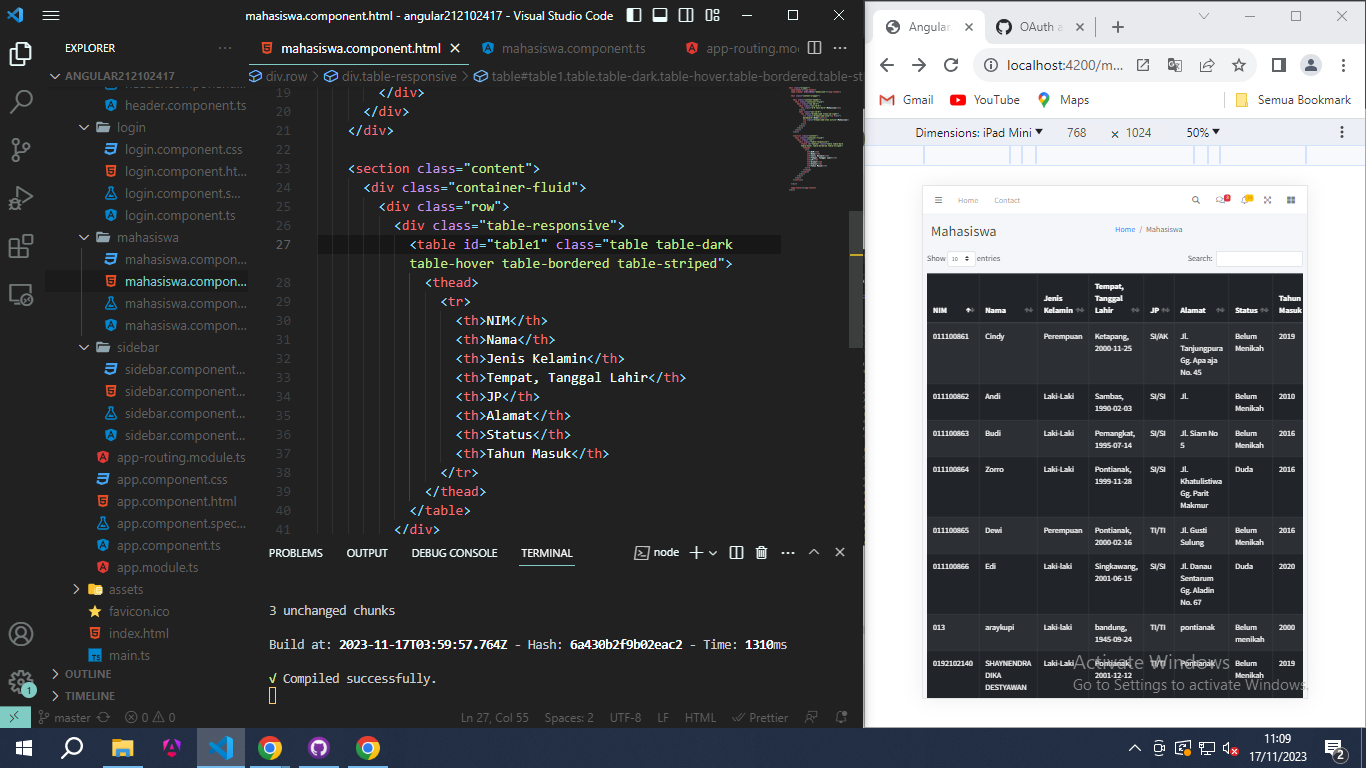 mahasiswa.component.html - angular212102417 - Visual Studio Code
EXPLORER
ANGULAR212102417
header.component.ts
login
login.component.css
login.component.ht...
login.component.s...
login.component.ts
mahasiswa
mahasiswa.compon...
mahasiswa.compon...
mahasiswa.compon...
mahasiswa.compon...
sidebar
sidebar.component...
sidebar.component...
sidebar.component...
sidebar.component...
app-routing.module.ts
app.component.css
app.component.html
app.component.spec...
app.component.ts
app.module.ts
assets
favicon.ico
index.html
main.ts
OUTLINE
TIMELINE
1
mahasiswa.component.html
mahasiswa.component.ts
app-routing.mo
div.row > div.table-responsive > table#table1.table.table-dark.table-hover.table-bordered.table-st
19 </div>
20 </div>
21 </div>
22
23 <section class="content">
24 <div class="container-fluid">
25 <div class="row">
26 <div class="table-responsive">
27 <table id="table1" class="table table-dark
table-hover table-bordered table-striped">
28 <thead>
29 <tr>
30 <th>NIM</th>
31 <th>Nama</th>
32 <th>Jenis Kelamin</th>
33 <th>Tempat, Tanggal Lahir</th>
34 <th>JP</th>
35 <th>Alamat</th>
36 <th>Status</th>
37 <th>Tahun Masuk</th>
38 </tr>
39 </thead>
40 </table>
41 </div>
PROBLEMS OUTPUT DEBUG CONSOLE TERMINAL node
3 unchanged chunks
Build at: 2023-11-17T03:59:57.764Z - Hash: 6a430b2f9b02eac2 - Time: 1310ms
√ Compiled successfully.
master 0 0 Ln 27, Col 55 Spaces: 2 UTF-8 LF HTML Prettier
Angular OAuth a
localhost:4200/m...
Gmail YouTube Maps Semua Bookmark
Dimensions: iPad Mini 768 × 1024 50%
Home Contact
Mahasiswa
Home / Mahasiswa
Show 10 entries Search:
NIM Nama Jenis Kelamin Tempat, Tanggal Lahir JP Alamat Status Tahun Masuk
011100861 Cindy Perempuan Ketapang, 2000-11-25 SI/AK Jl. Tanjungpura Gg. Apa aja No. 45 Belum Menikah 2019
011100862 Andi Laki-Laki Sambas, 1990-02-03 SI/SI Jl. Belum Menikah 2010
011100863 Budi Laki-Laki Pemangkat, 1995-07-14 SI/SI Jl. Siam No 5 Belum Menikah 2016
011100864 Zorro Laki-Laki Pontianak, 1999-11-28 SI/SI Jl. Khatulistiwa Gg. Parit Makmur Duda 2016
011100865 Dewi Perempuan Pontianak, 2000-02-16 TI/TI Jl. Gusti Sulung Belum Menikah 2016
011100866 Edi Laki-laki Singkawang, 2001-06-15 SI/SI Jl. Danau Sentarum Gg. Aladin No. 67 Duda 2020
013 araykupi Laki-laki bandung, 1945-09-24 TI/TI pontianak Belum menikah 2000
0192102140 SHAYNENDRA DIKA DESTYAWAN Laki-Laki Pontianak, 2001-12-12 TI/TI Pontianak Belum Menikah 2019
Activate Windows
Go to Settings to activate Windows.
11:09
17/11/2023
2